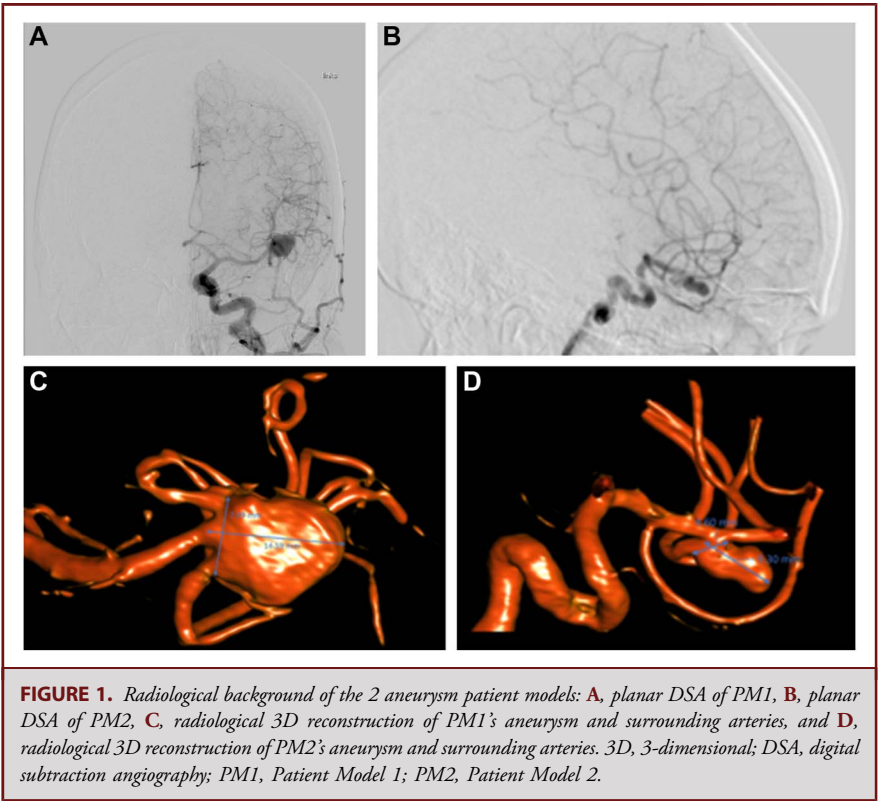 A
B
links
C
D
FIGURE 1. Radiological background of the 2 aneurysm patient models: A, planar DSA of PM1, B, planar
DSA of PM2, C, radiological 3D reconstruction of PM1's aneurysm and surrounding arteries, and D,
radiological 3D reconstruction of PM2's aneurysm and surrounding arteries. 3D, 3-dimensional; DSA, digital
subtraction angiography; PM1, Patient Model 1; PM2, Patient Model 2.